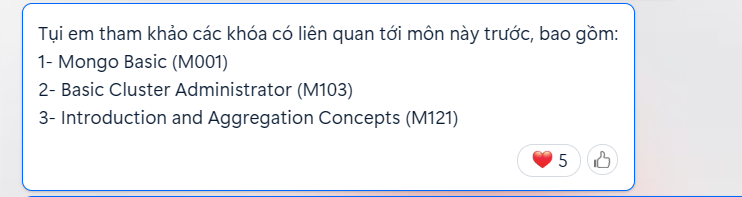 Tụi em tham khảo các khóa có liên quan tới môn này trước, bao gồm:
1- Mongo Basic (M001)
2- Basic Cluster Administrator (M103)
3- Introduction and Aggregation Concepts (M121)
5